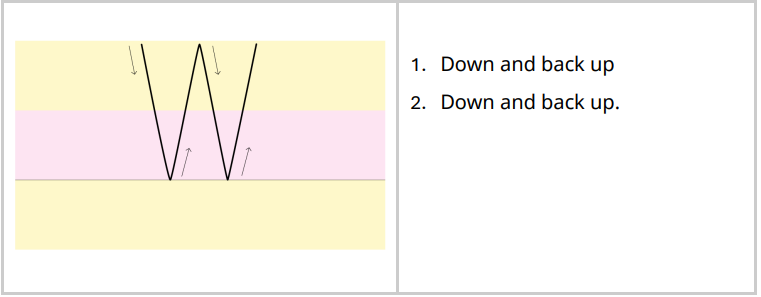 W
1. Down and back up
2. Down and back up.